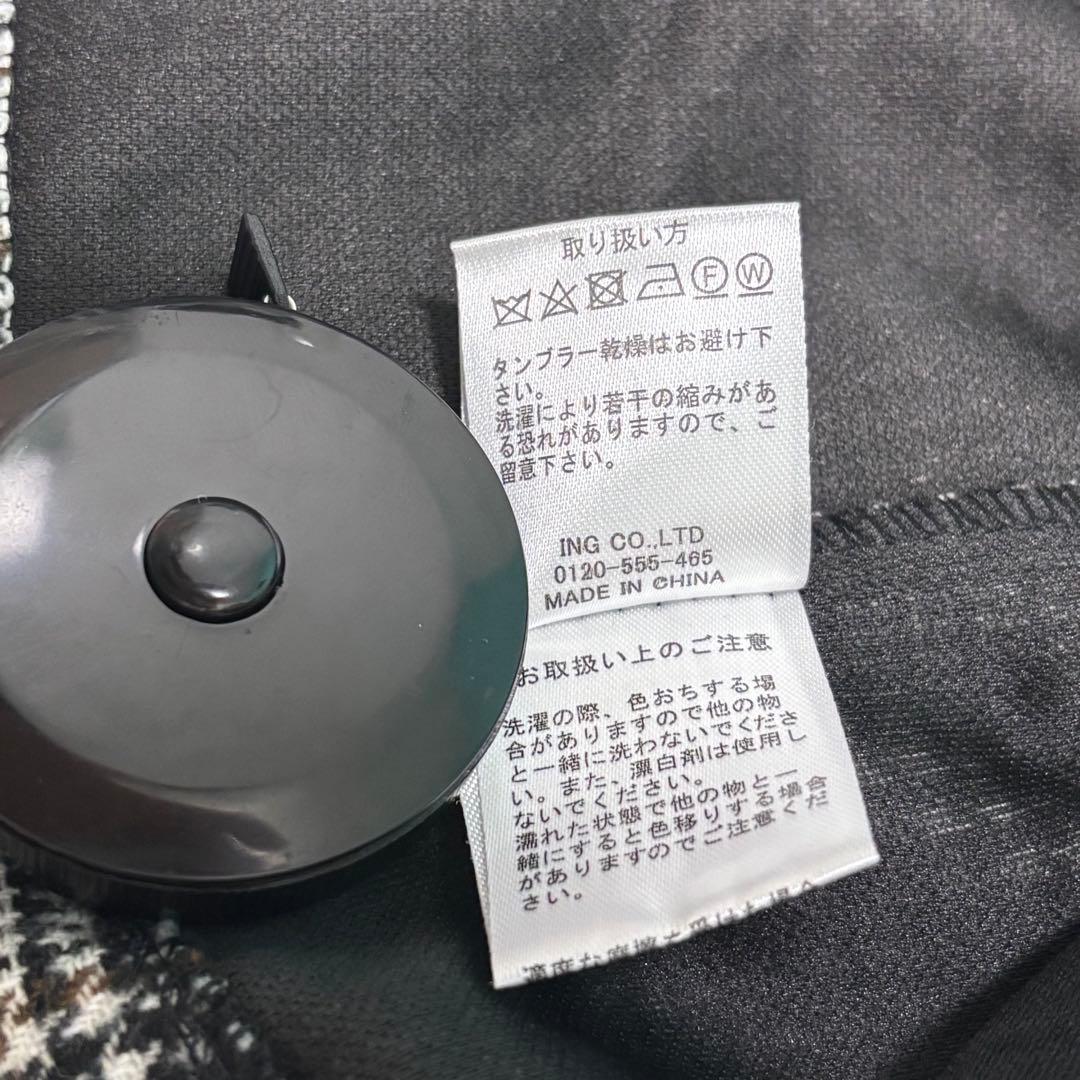 取り扱い方
F W
タンブラー乾燥はお避け下
さい。
洗濯により若干の縮みがあ
る恐れがありますので、ご
留意下さい。
ING CO.,LTD
0120-555-465
MADE IN CHINA
お取扱い上のご注意
洗濯の際、色おちする場
合がありますので他の物
と一緒に洗わないでくださ
い。また、漂白剤は使用し
ないでください。
濡れた状態で他の物と一
緒にすると色移りする場合
がありますのでご注意くだ
さい。